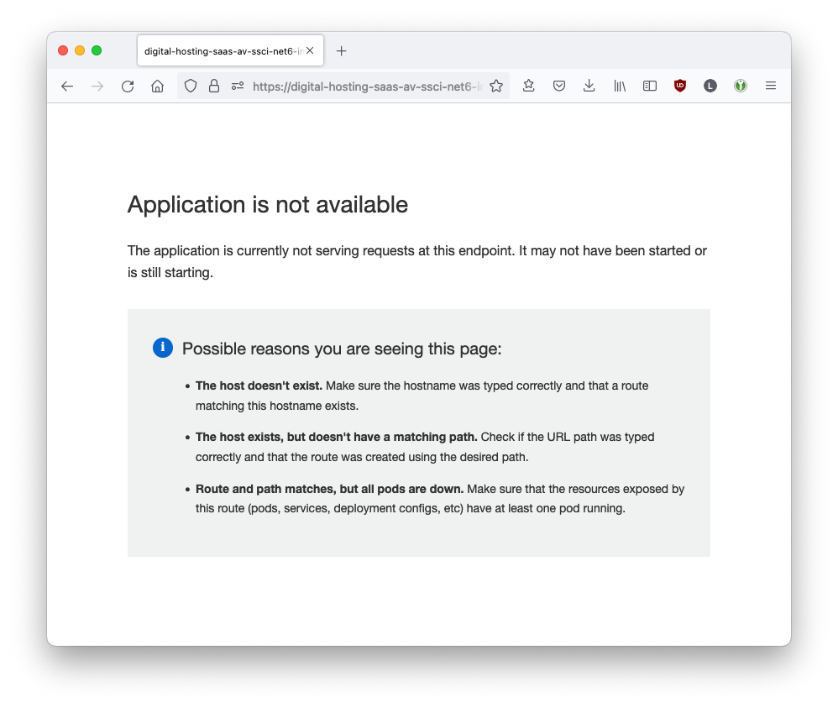 digital-hosting-saas-av-ssci-net6-in
https://digital-hosting-saas-av-ssci-net6-in
Application is not available
The application is currently not serving requests at this endpoint. It may not have been started or
is still starting.
Possible reasons you are seeing this page:
• The host doesn't exist. Make sure the hostname was typed correctly and that a route
matching this hostname exists.
• The host exists, but doesn't have a matching path. Check if the URL path was typed
correctly and that the route was created using the desired path.
• Route and path matches, but all pods are down. Make sure that the resources exposed by
this route (pods, services, deployment configs, etc) have at least one pod running.